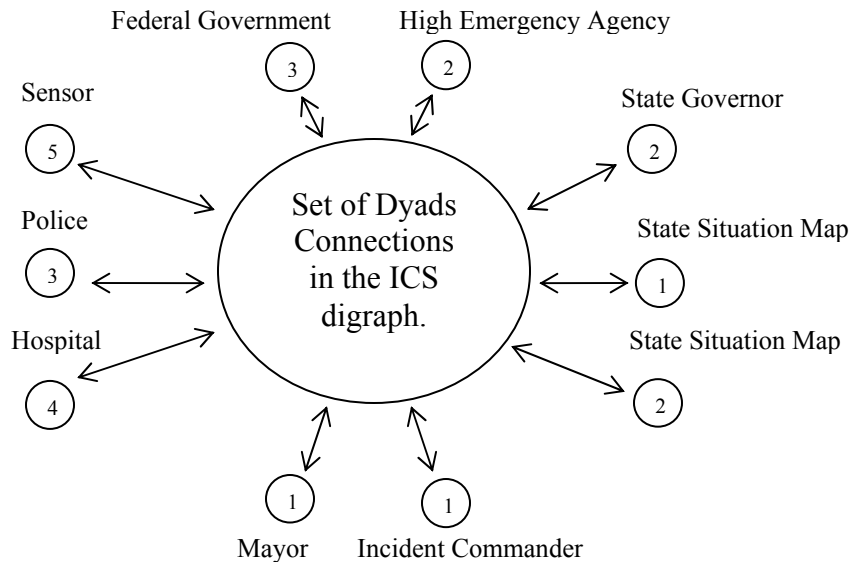 Federal Government
High Emergency Agency
3
2
Sensor
State Governor
5
2
Set of Dyads
Connections
in the ICS
digraph.
Police
State Situation Map
3
1
Hospital
State Situation Map
4
2
1
1
Mayor
Incident Commander